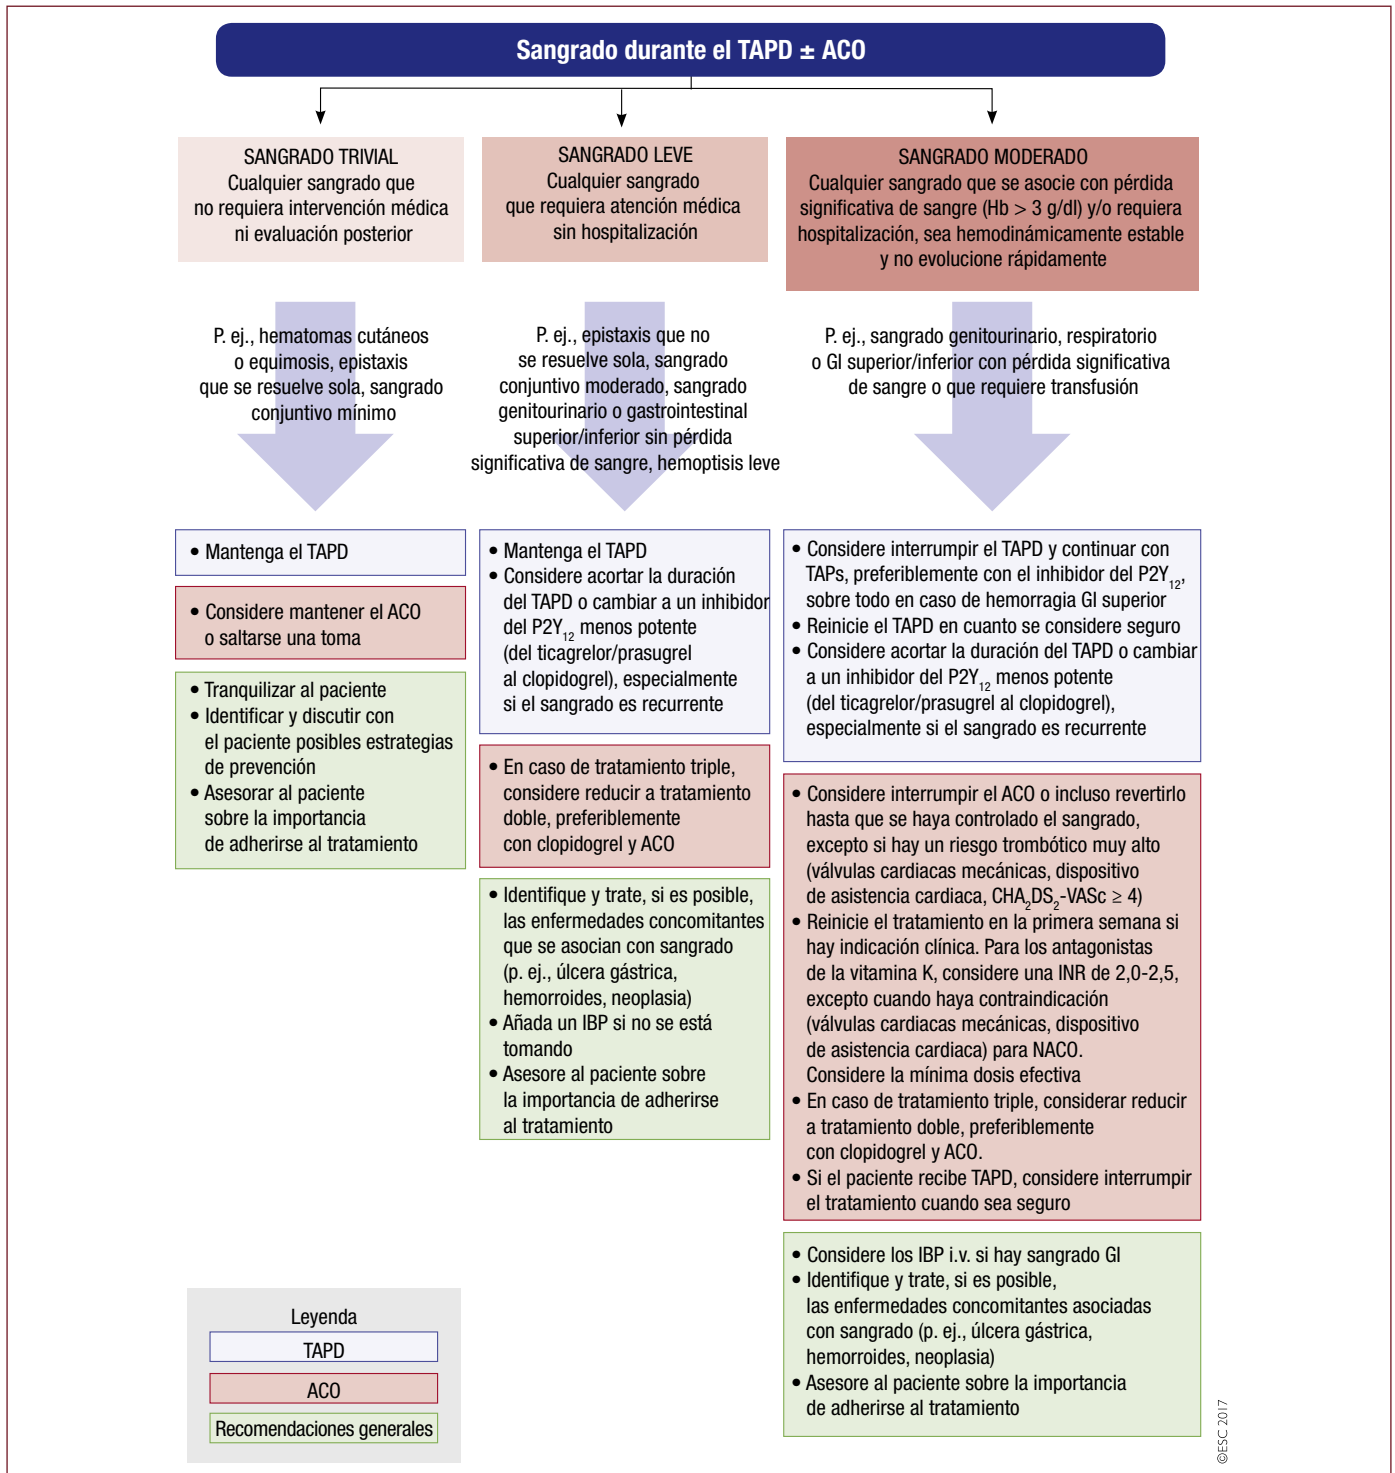 Sangrado durante el TAPD ± ACO
SANGRADO TRIVIAL
Cualquier sangrado que
no requiera intervención médica
ni evaluación posterior
SANGRADO LEVE
Cualquier sangrado
que requiera atención médica
sin hospitalización
SANGRADO MODERADO
Cualquier sangrado que se asocie con pérdida
significativa de sangre (Hb > 3 g/dl) y/o requiera
hospitalización, sea hemodinámicamente estable
y no evolucione rápidamente
P. ej., hematomas cutáneos
o equimosis, epistaxis
que se resuelve sola, sangrado
conjuntivo mínimo
P. ej., epistaxis que no
se resuelve sola, sangrado
conjuntivo moderado, sangrado
genitourinario o gastrointestinal
superior/inferior sin pérdida
significativa de sangre, hemoptisis leve
P. ej., sangrado genitourinario, respiratorio
o GI superior/inferior con pérdida significativa
de sangre o que requiere transfusión
• Mantenga el TAPD
• Considere mantener el ACO
o saltarse una toma
• Tranquilizar al paciente
• Identificar y discutir con
el paciente posibles estrategias
de prevención
• Asesorar al paciente
sobre la importancia
de adherirse al tratamiento
• Mantenga el TAPD
• Considere acortar la duración
del TAPD o cambiar a un inhibidor
del P2Y12 menos potente
(del ticagrelor/prasugrel
al clopidogrel), especialmente
si el sangrado es recurrente
• En caso de tratamiento triple,
considere reducir a tratamiento
doble, preferiblemente
con clopidogrel y ACO
• Identifique y trate, si es posible,
las enfermedades concomitantes
que se asocian con sangrado
(p. ej., úlcera gástrica,
hemorroides, neoplasia)
• Añada un IBP si no se está
tomando
• Asesore al paciente sobre
la importancia de adherirse
al tratamiento
• Considere interrumpir el TAPD y continuar con
TAPs, preferiblemente con el inhibidor del P2Y12,
sobre todo en caso de hemorragia GI superior
• Reinicie el TAPD en cuanto se considere seguro
• Considere acortar la duración del TAPD o cambiar
a un inhibidor del P2Y12 menos potente
(del ticagrelor/prasugrel al clopidogrel),
especialmente si el sangrado es recurrente
• Considere interrumpir el ACO o incluso revertirlo
hasta que se haya controlado el sangrado,
excepto si hay un riesgo trombótico muy alto
(válvulas cardiacas mecánicas, dispositivo
de asistencia cardiaca, CHA2DS2-VASc ≥ 4)
• Reinicie el tratamiento en la primera semana si
hay indicación clínica. Para los antagonistas
de la vitamina K, considere una INR de 2,0-2,5,
excepto cuando haya contraindicación
(válvulas cardiacas mecánicas, dispositivo
de asistencia cardiaca) para NACO.
Considere la mínima dosis efectiva
• En caso de tratamiento triple, considerar reducir
a tratamiento doble, preferiblemente
con clopidogrel y ACO.
• Si el paciente recibe TAPD, considere interrumpir
el tratamiento cuando sea seguro
• Considere los IBP i.v. si hay sangrado GI
• Identifique y trate, si es posible,
las enfermedades concomitantes asociadas
con sangrado (p. ej., úlcera gástrica,
hemorroides, neoplasia)
• Asesore al paciente sobre la importancia
de adherirse al tratamiento
Leyenda
TAPD
ACO
Recomendaciones generales
©ESC 2017